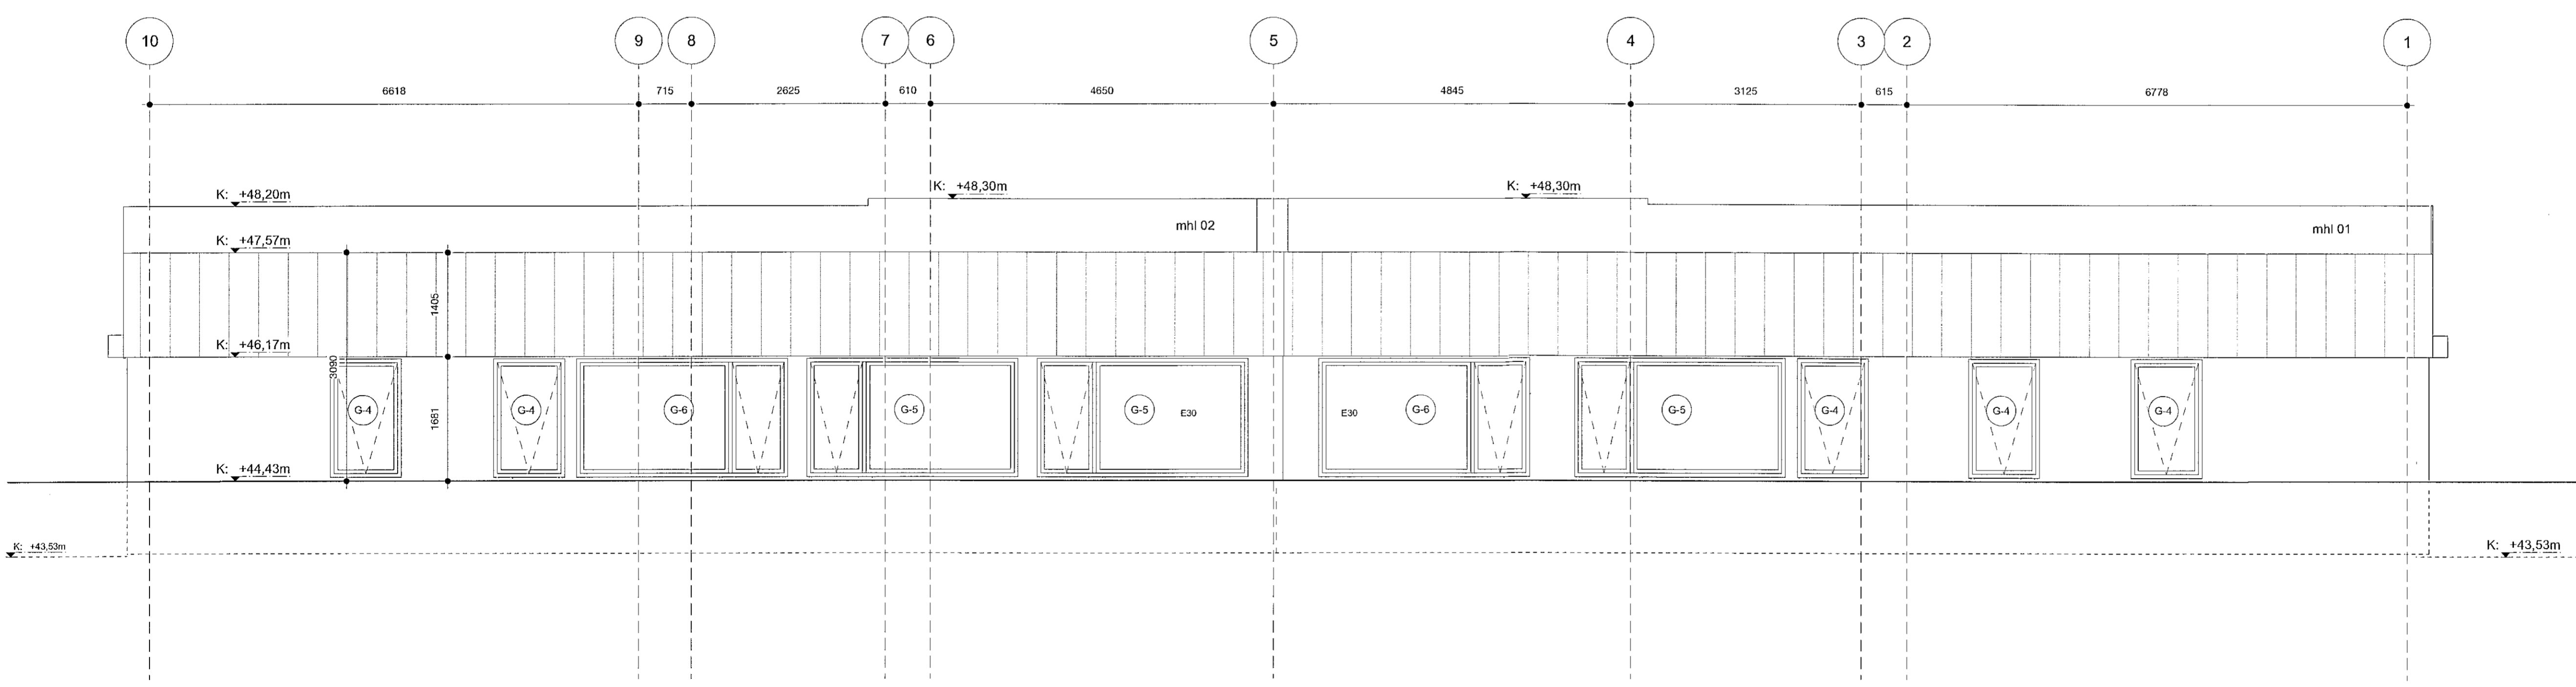 10 9 8 7 6 5 4 3 2 1
6618 715 2625 610 4650 4845 3125 615 6778
K: +48,20m K: +48,30m K: +48,30m
mhl 02 mhl 01
K: +47,57m
1405
K: +46,17m
3090
G-4 G-4 G-6 G-5 G-5 E30 E30 G-6 G-5 G-4 G-4 G-4
1681
K: +44,43m
K: +43,53m K: +43,53m